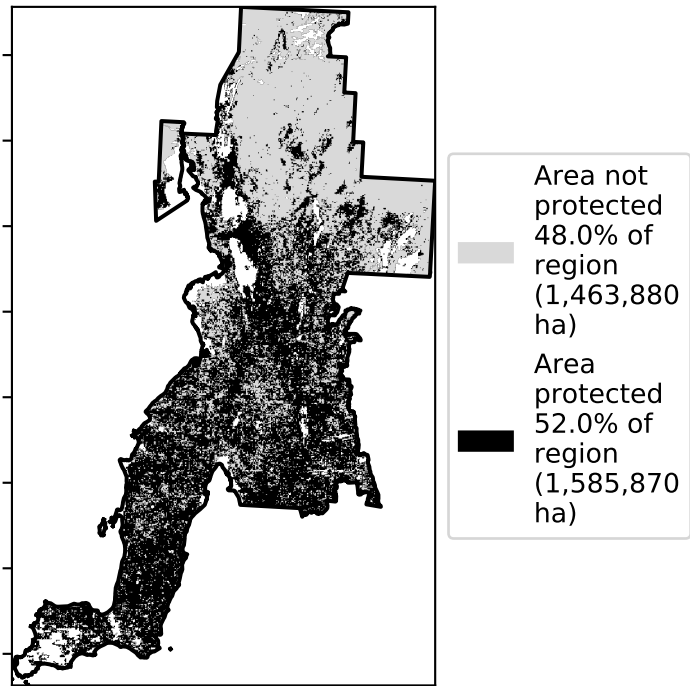 Area not
protected
48.0% of
region
(1,463,880
ha)
Area
protected
52.0% of
region
(1,585,870
ha)